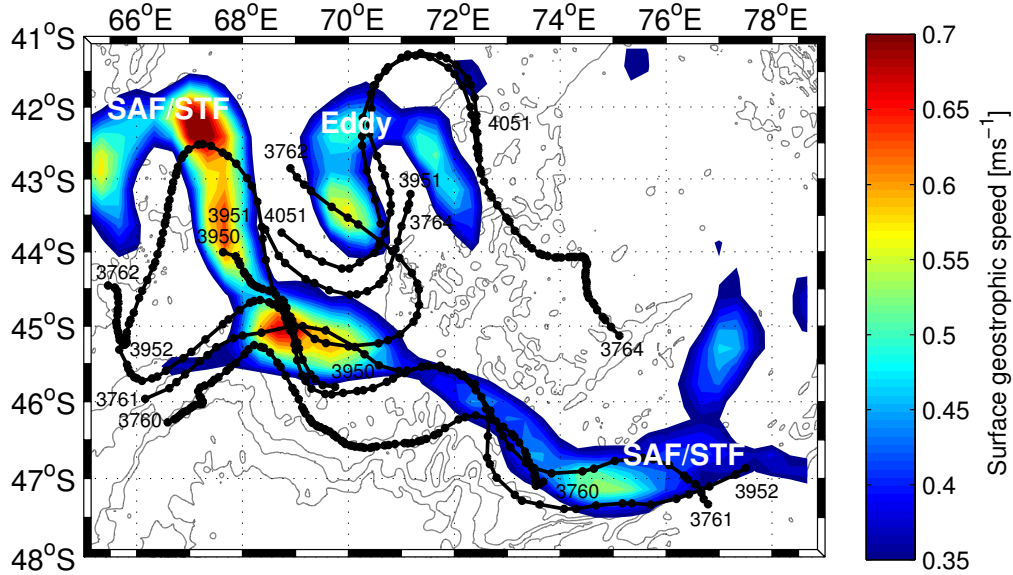 66°E 68°E 70°E 72°E 74°E 76°E 78°E
41°S
42°S
43°S
44°S
45°S
46°S
47°S
48°S
SAF/STF
Eddy
4051
3762
3951
3951
4051
3764
3950
3762
3952
3764
3950
3761
3760
SAF/STF
3760
3952
3761
0.7
0.65
0.6
0.55
0.5
0.45
0.4
0.35
Surface geostrophic speed [ms⁻¹]